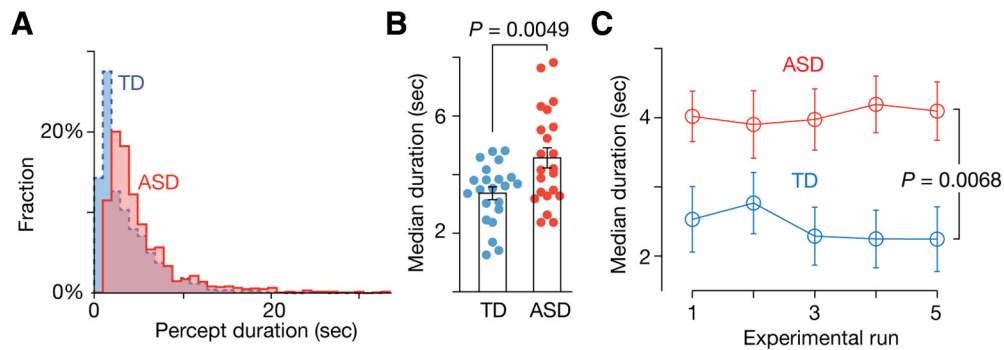 A
Fraction
20%
0%
TD
ASD
0
20
Percept duration (sec)
B
P = 0.0049
Median duration (sec)
6
2
TD
ASD
C
Median duration (sec)
4
2
ASD
TD
P = 0.0068
1
3
5
Experimental run